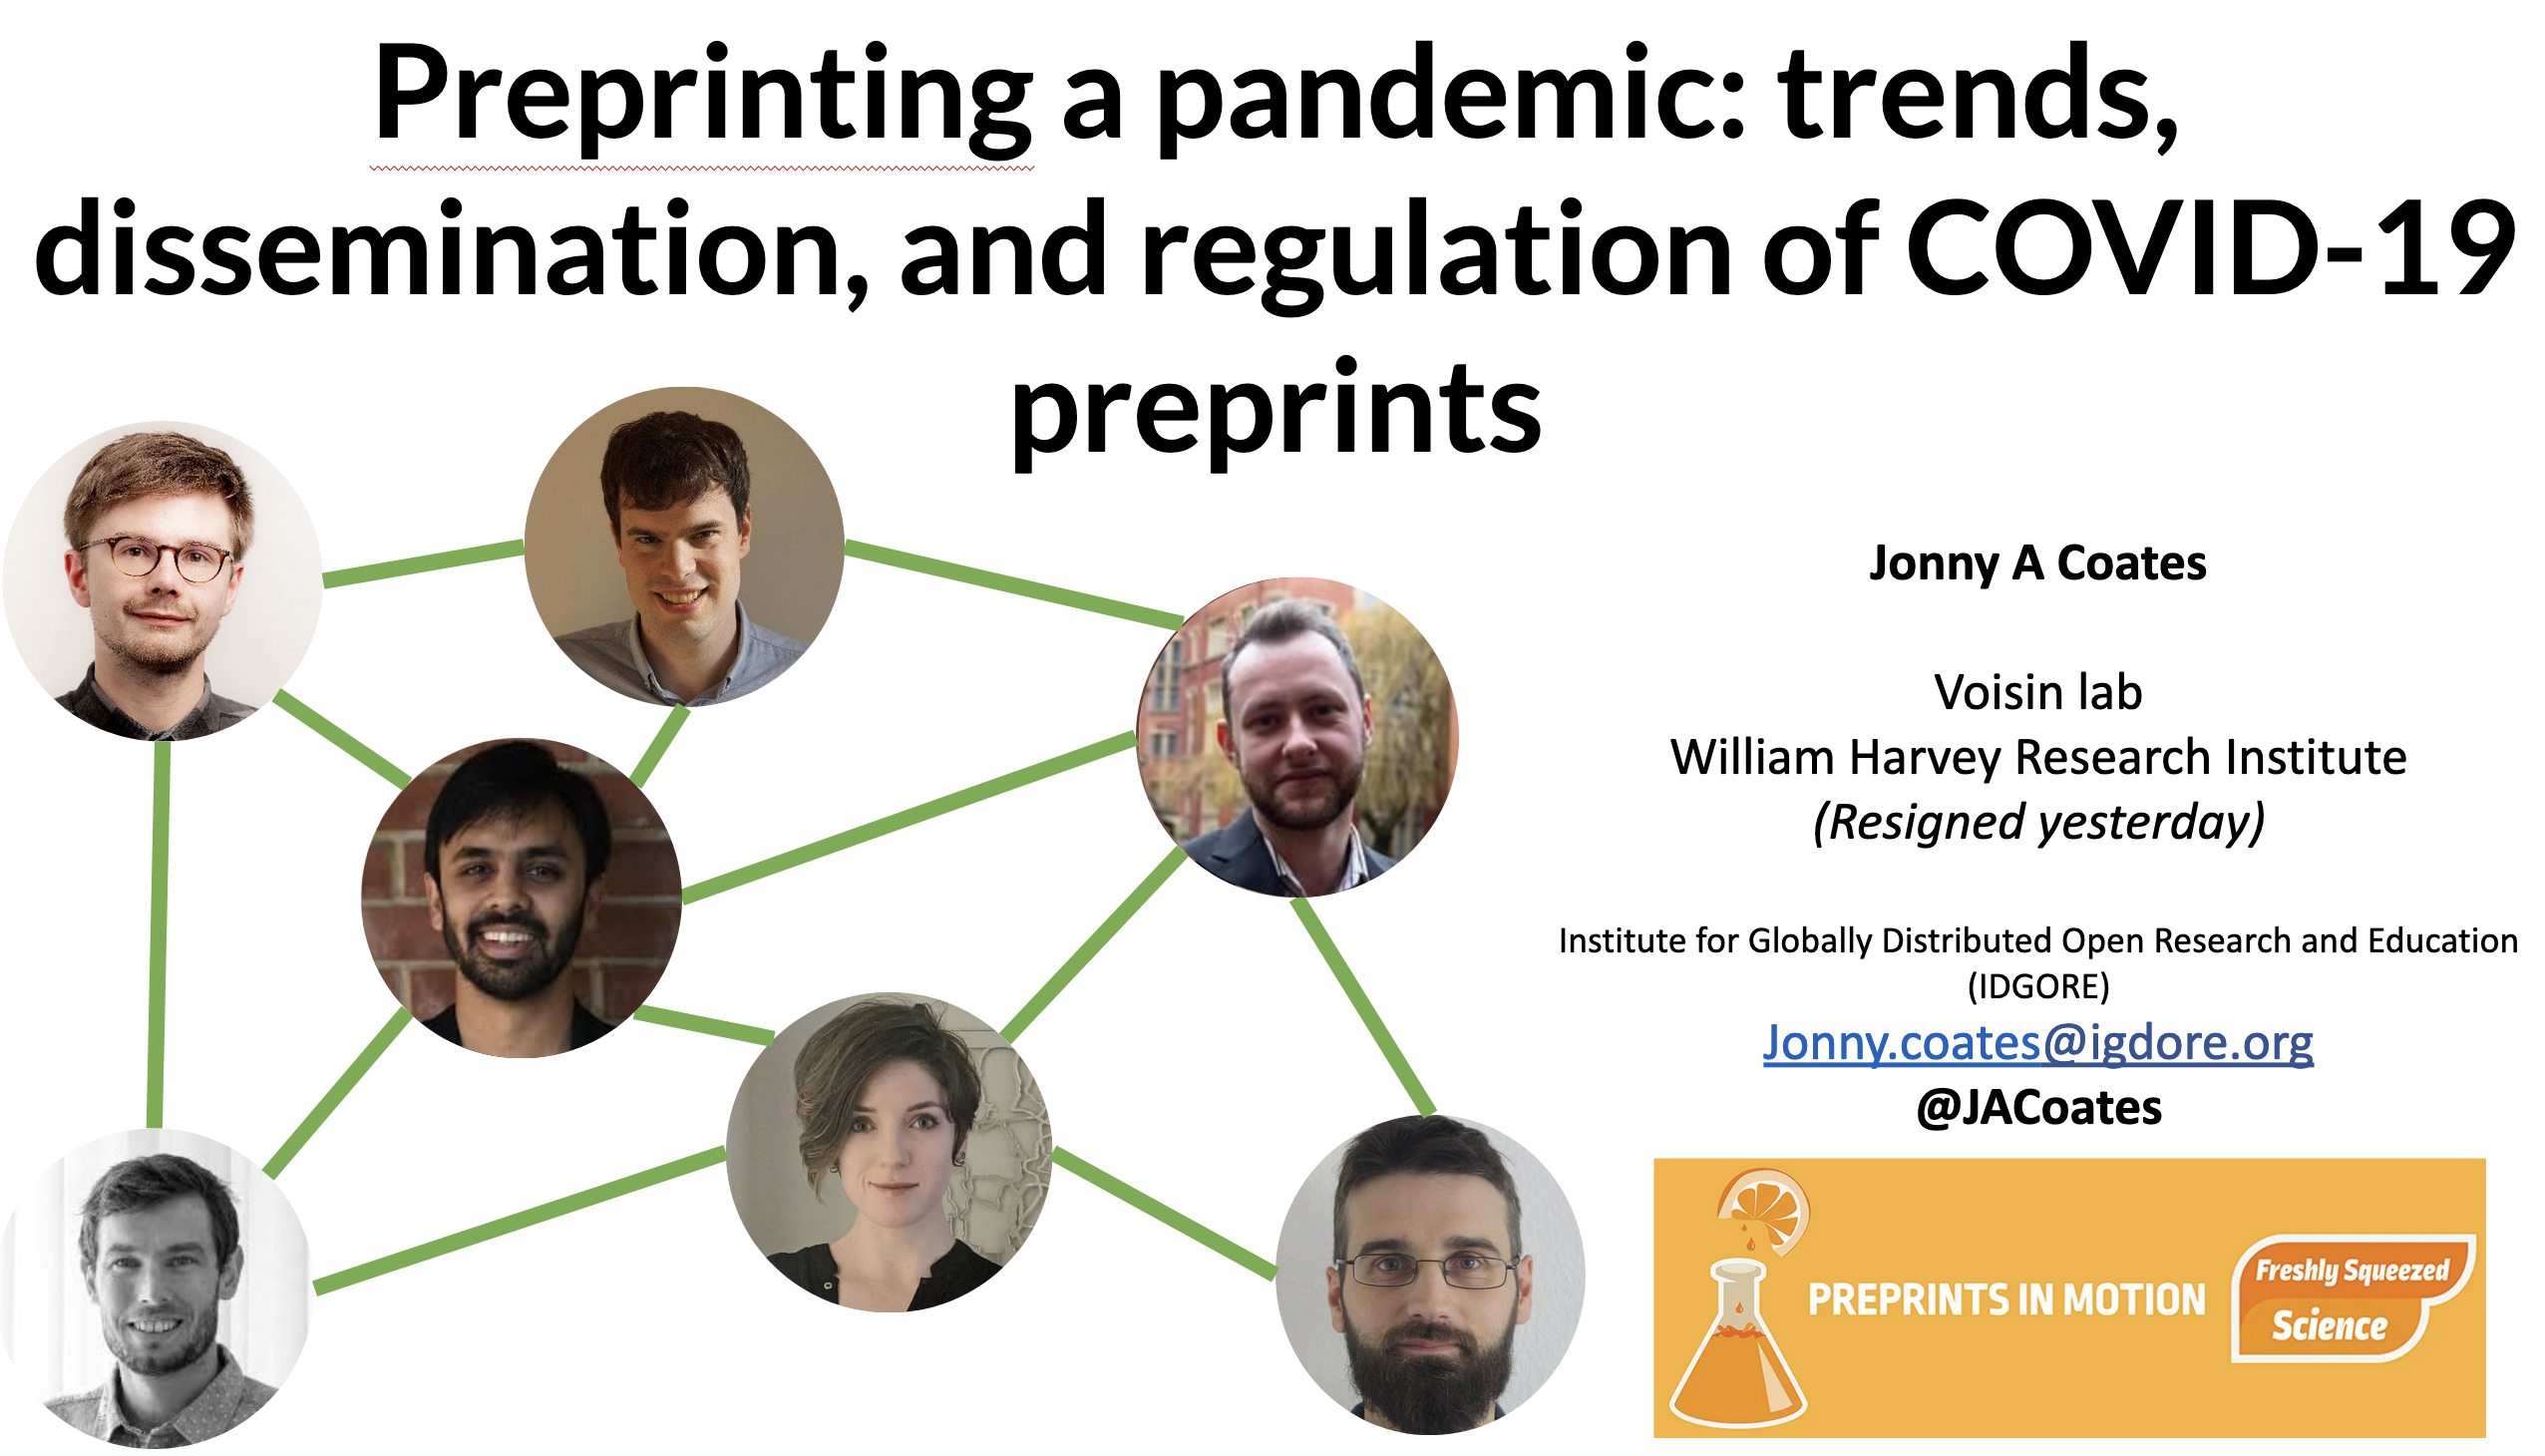 Preprinting a pandemic: trends,
dissemination, and regulation of COVID-19
preprints
Jonny A Coates
Voisin lab
William Harvey Research Institute
(Resigned yesterday)
Institute for Globally Distributed Open Research and Education
(IDGORE)
Jonny.coates@igdore.org
@JACoates
PREPRINTS IN MOTION
Freshly Squeezed
Science